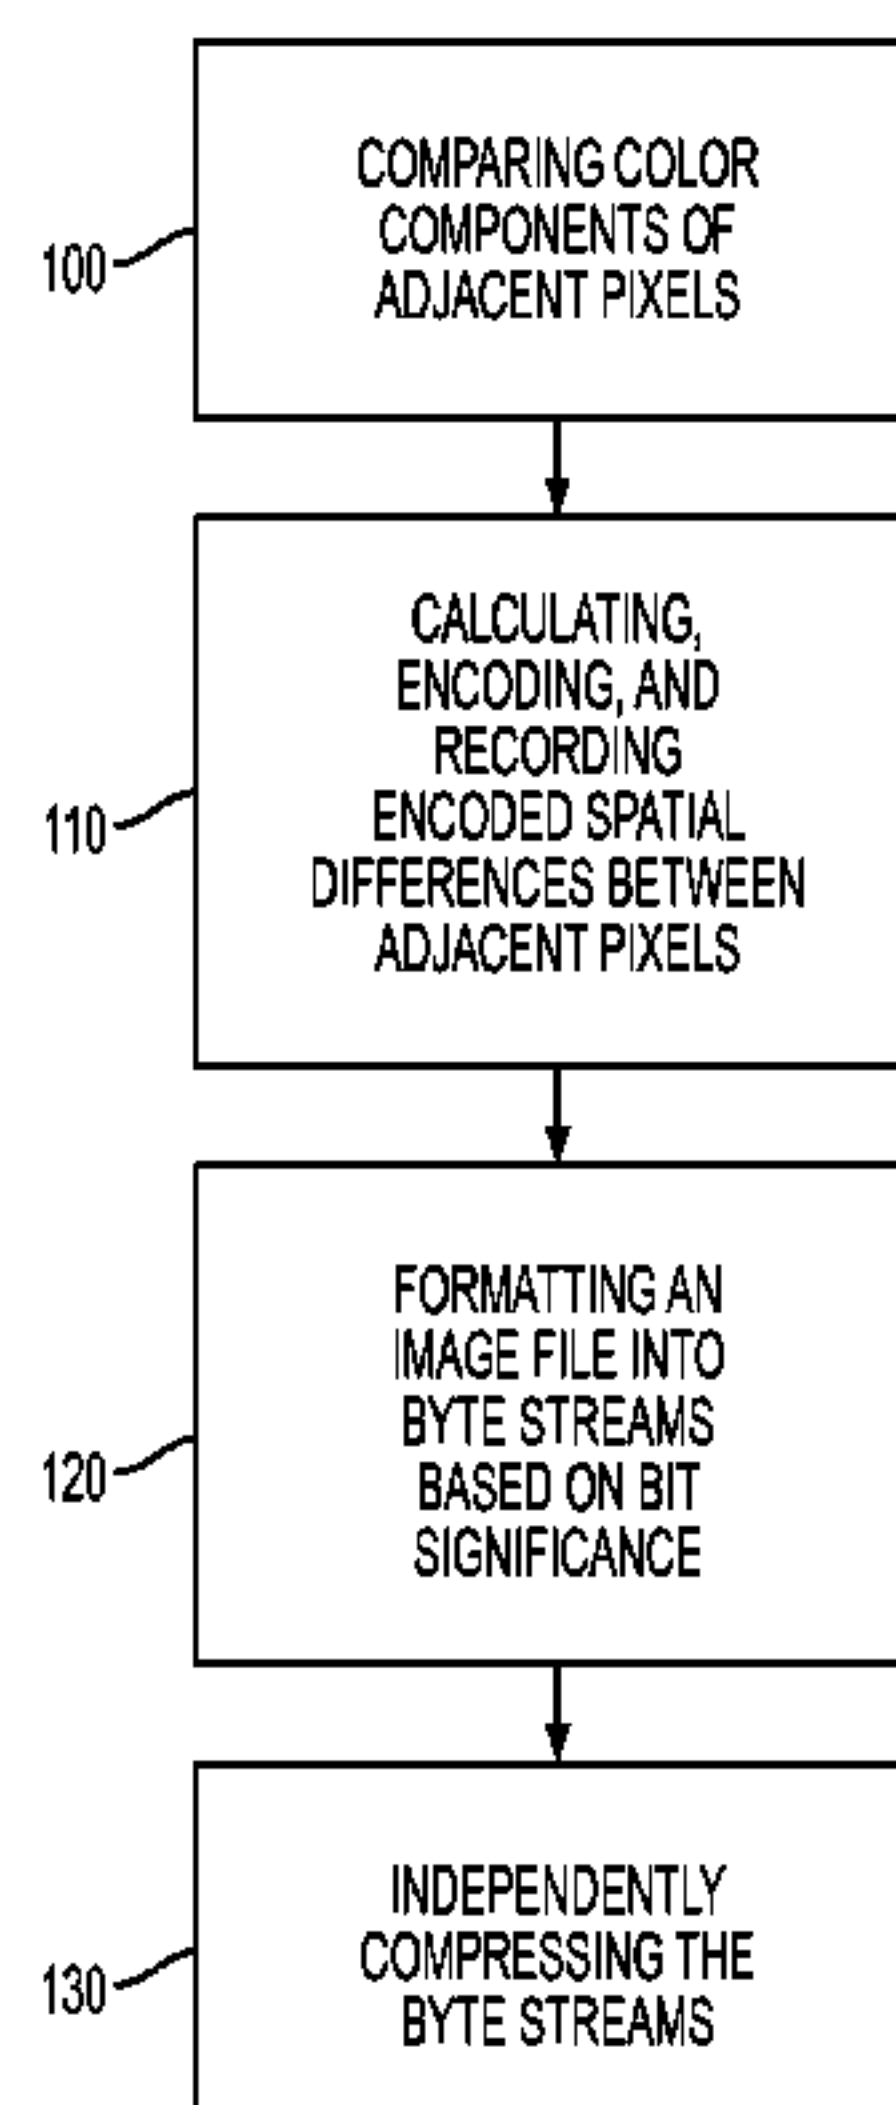 COMPARING COLOR
COMPONENTS OF
ADJACENT PIXELS
100
CALCULATING,
ENCODING, AND
RECORDING
ENCODED SPATIAL
DIFFERENCES BETWEEN
ADJACENT PIXELS
110
FORMATTING AN
IMAGE FILE INTO
BYTE STREAMS
BASED ON BIT
SIGNIFICANCE
120
INDEPENDENTLY
COMPRESSING THE
BYTE STREAMS
130